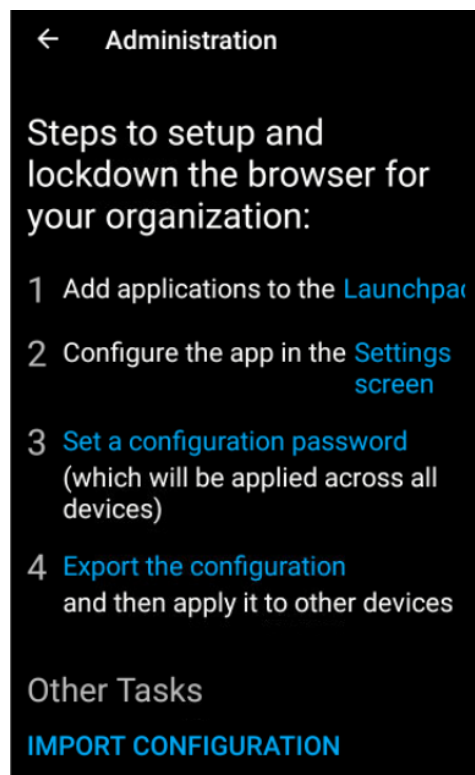 Administration
Steps to setup and
lockdown the browser for
your organization:
1 Add applications to the Launchpad
2 Configure the app in the Settings
screen
3 Set a configuration password
(which will be applied across all
devices)
4 Export the configuration
and then apply it to other devices
Other Tasks
IMPORT CONFIGURATION